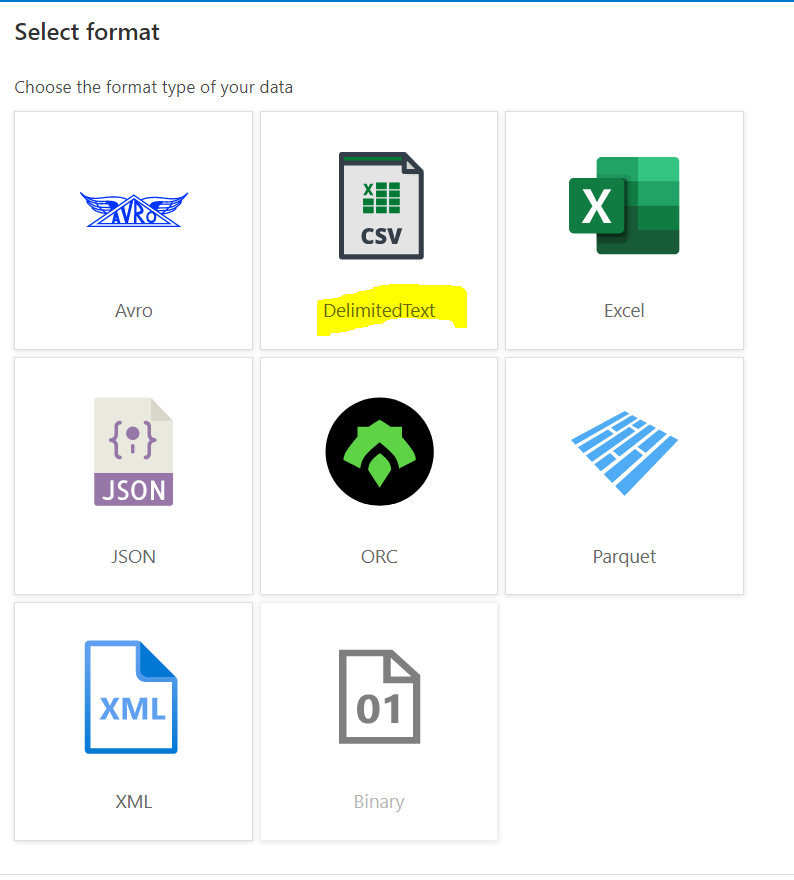 Select format
Choose the format type of your data
AVRO
X
CSV
X
Avro
DelimitedText
Excel
{ }
JSON
JSON
ORC
Parquet
XML
01
XML
Binary